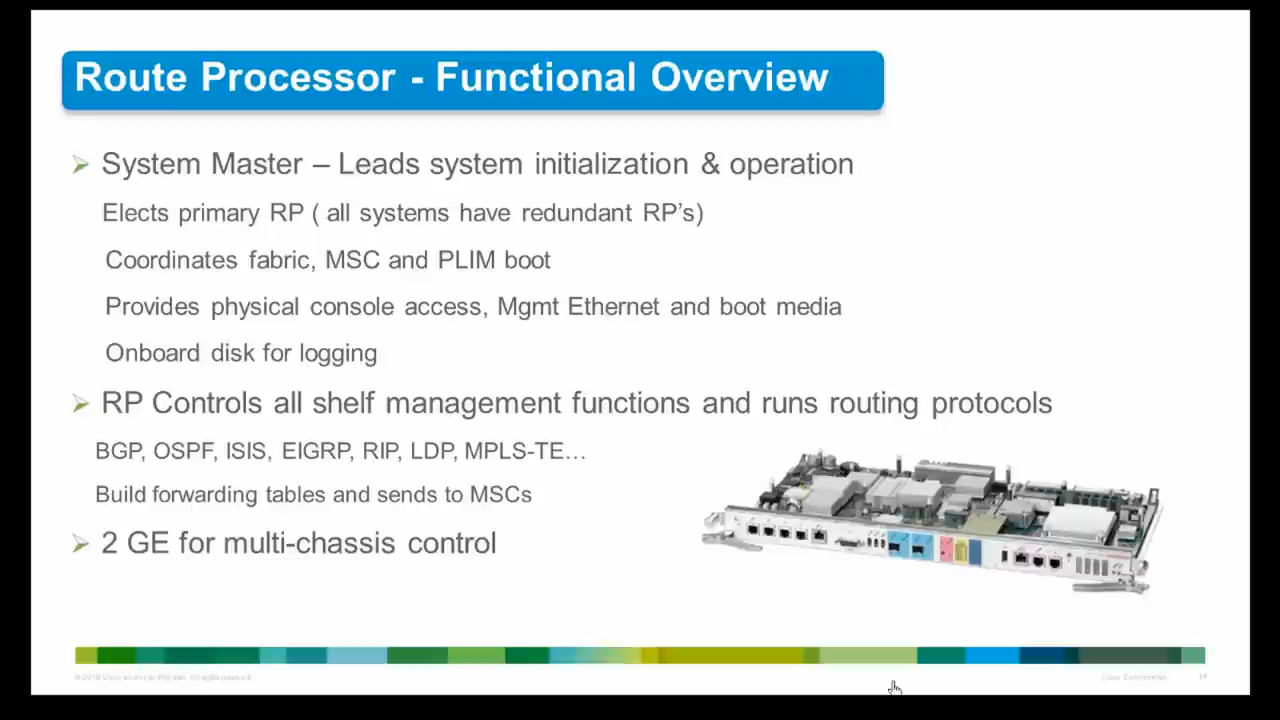 Route Processor - Functional Overview
System Master – Leads system initialization & operation
Elects primary RP ( all systems have redundant RP’s)
Coordinates fabric, MSC and PLIM boot
Provides physical console access, Mgmt Ethernet and boot media
Onboard disk for logging
RP Controls all shelf management functions and runs routing protocols
BGP, OSPF, ISIS, EIGRP, RIP, LDP, MPLS-TE…
Build forwarding tables and sends to MSCs
2 GE for multi-chassis control
Cisco Confidential